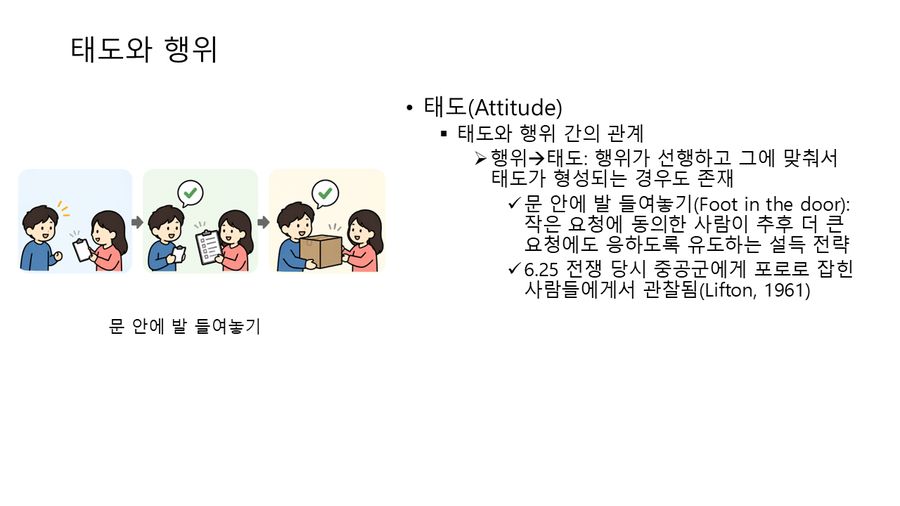 태도와 행위
• 태도(Attitude)
▪ 태도와 행위 간의 관계
➢행위→태도: 행위가 선행하고 그에 맞춰서
태도가 형성되는 경우도 존재
✓문 안에 발 들여놓기(Foot in the door):
작은 요청에 동의한 사람이 추후 더 큰
요청에도 응하도록 유도하는 설득 전략
✓6.25 전쟁 당시 중공군에게 포로로 잡힌
사람들에게서 관찰됨(Lifton, 1961)
문 안에 발 들여놓기